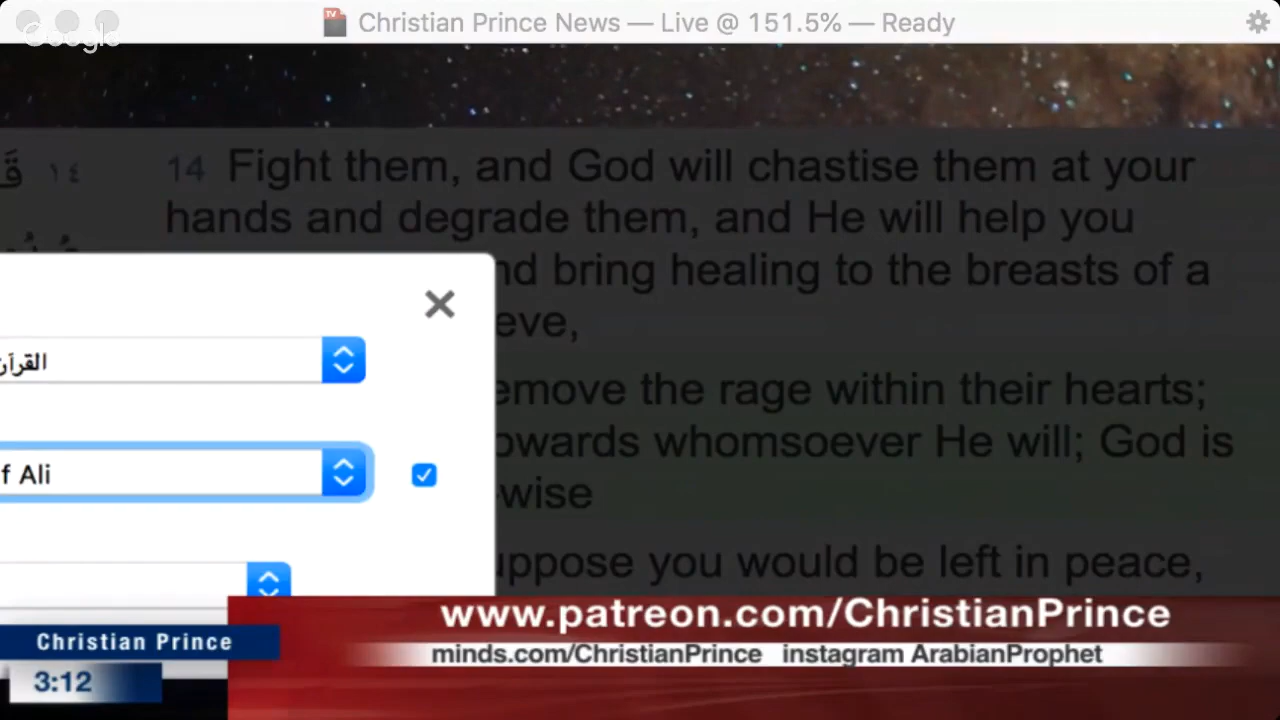 Christian Prince News — Live @ 151.5% — Ready
Google
١٤
14 Fight them, and God will chastise them at your
hands and degrade them, and He will help you
bring healing to the breasts of a
emove the rage within their hearts;
owards whomsoever He will; God is
-wise
uppose you would be left in peace,
القرآن
f Ali
www.patreon.com/ChristianPrince
Christian Prince
minds.com/ChristianPrince instagram ArabianProphet
3:12